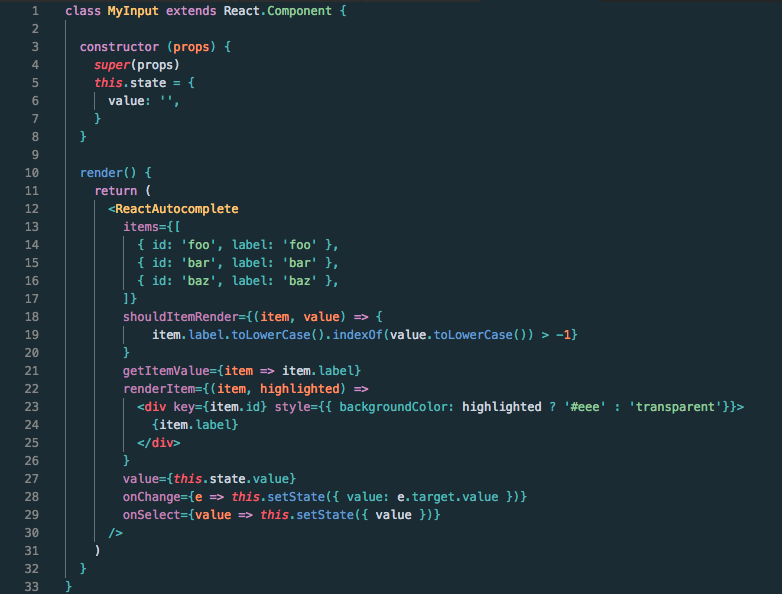 1 class MyInput extends React.Component {
2
3 constructor (props) {
4 super(props)
5 this.state = {
6 value: '',
7 }
8 }
9
10 render() {
11 return (
12 <ReactAutocomplete
13 items={[
14 { id: 'foo', label: 'foo' },
15 { id: 'bar', label: 'bar' },
16 { id: 'baz', label: 'baz' },
17 ]}
18 shouldItemRender={(item, value) => {
19 item.label.toLowerCase().indexOf(value.toLowerCase()) > -1}
20 }
21 getItemValue={item => item.label}
22 renderItem={(item, highlighted) =>
23 <div key={item.id} style={{ backgroundColor: highlighted ? '#eee' : 'transparent'}}>
24 {item.label}
25 </div>
26 }
27 value={this.state.value}
28 onChange={e => this.setState({ value: e.target.value })}
29 onSelect={value => this.setState({ value })}
30 />
31 )
32 }
33 }